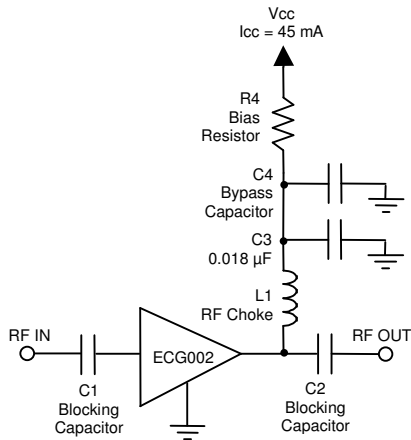 Vcc
Icc = 45 mA
R4
Bias
Resistor
C4
Bypass
Capacitor
C3
0.018 µF
L1
RF Choke
RF IN
ECG002
RF OUT
C1
Blocking
Capacitor
C2
Blocking
Capacitor